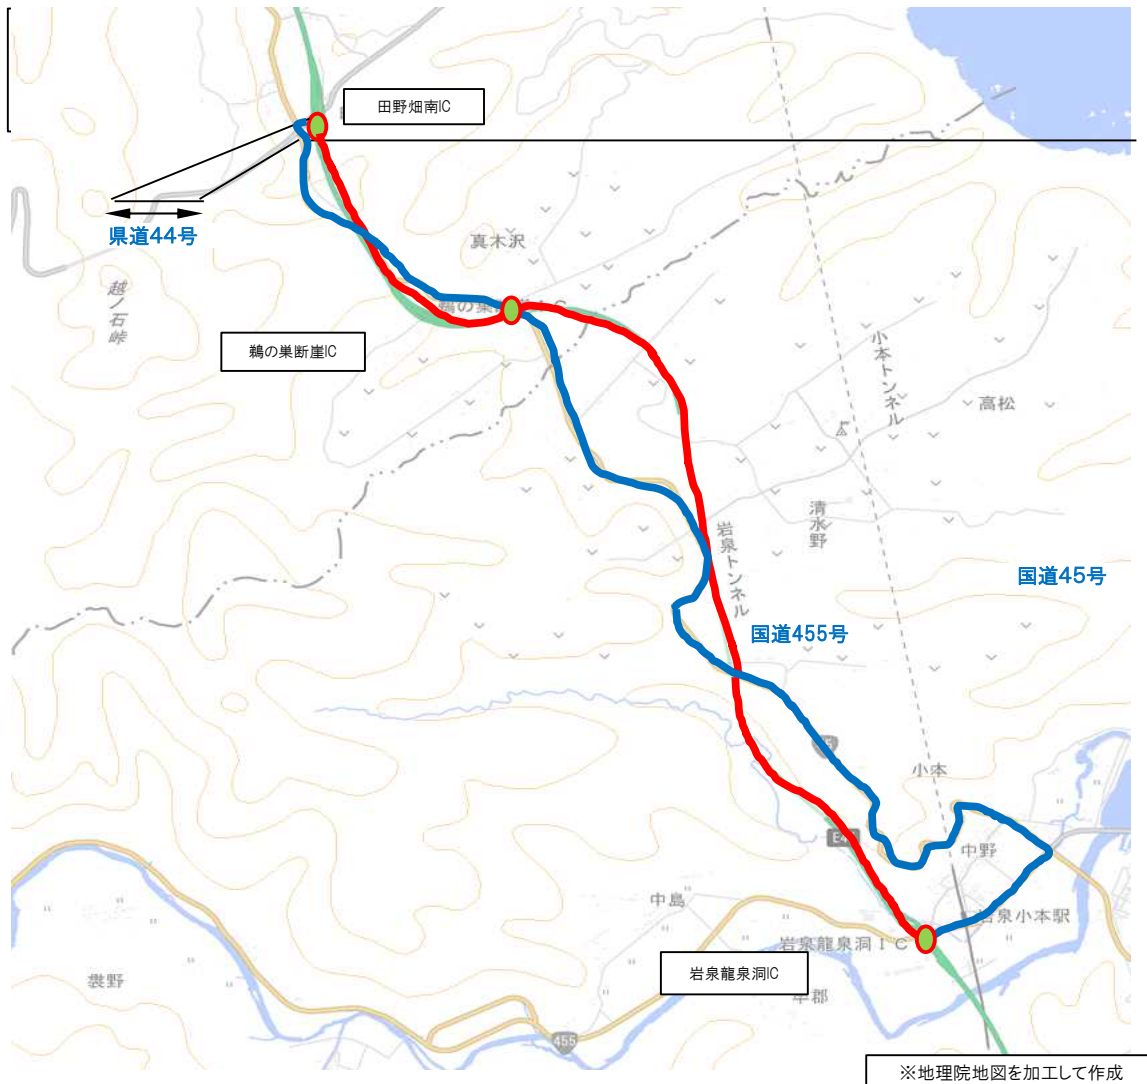 田野畑南IC
県道44号
真木沢
越ノ石峠
鵜の巣断崖IC
小本トンネル
高松
清水野
岩泉トンネル
国道45号
国道455号
小本
中野
中島
岩泉小本駅
岩泉龍泉洞IC
岩泉龍泉洞IC
裊野
455
※地理院地図を加工して作成